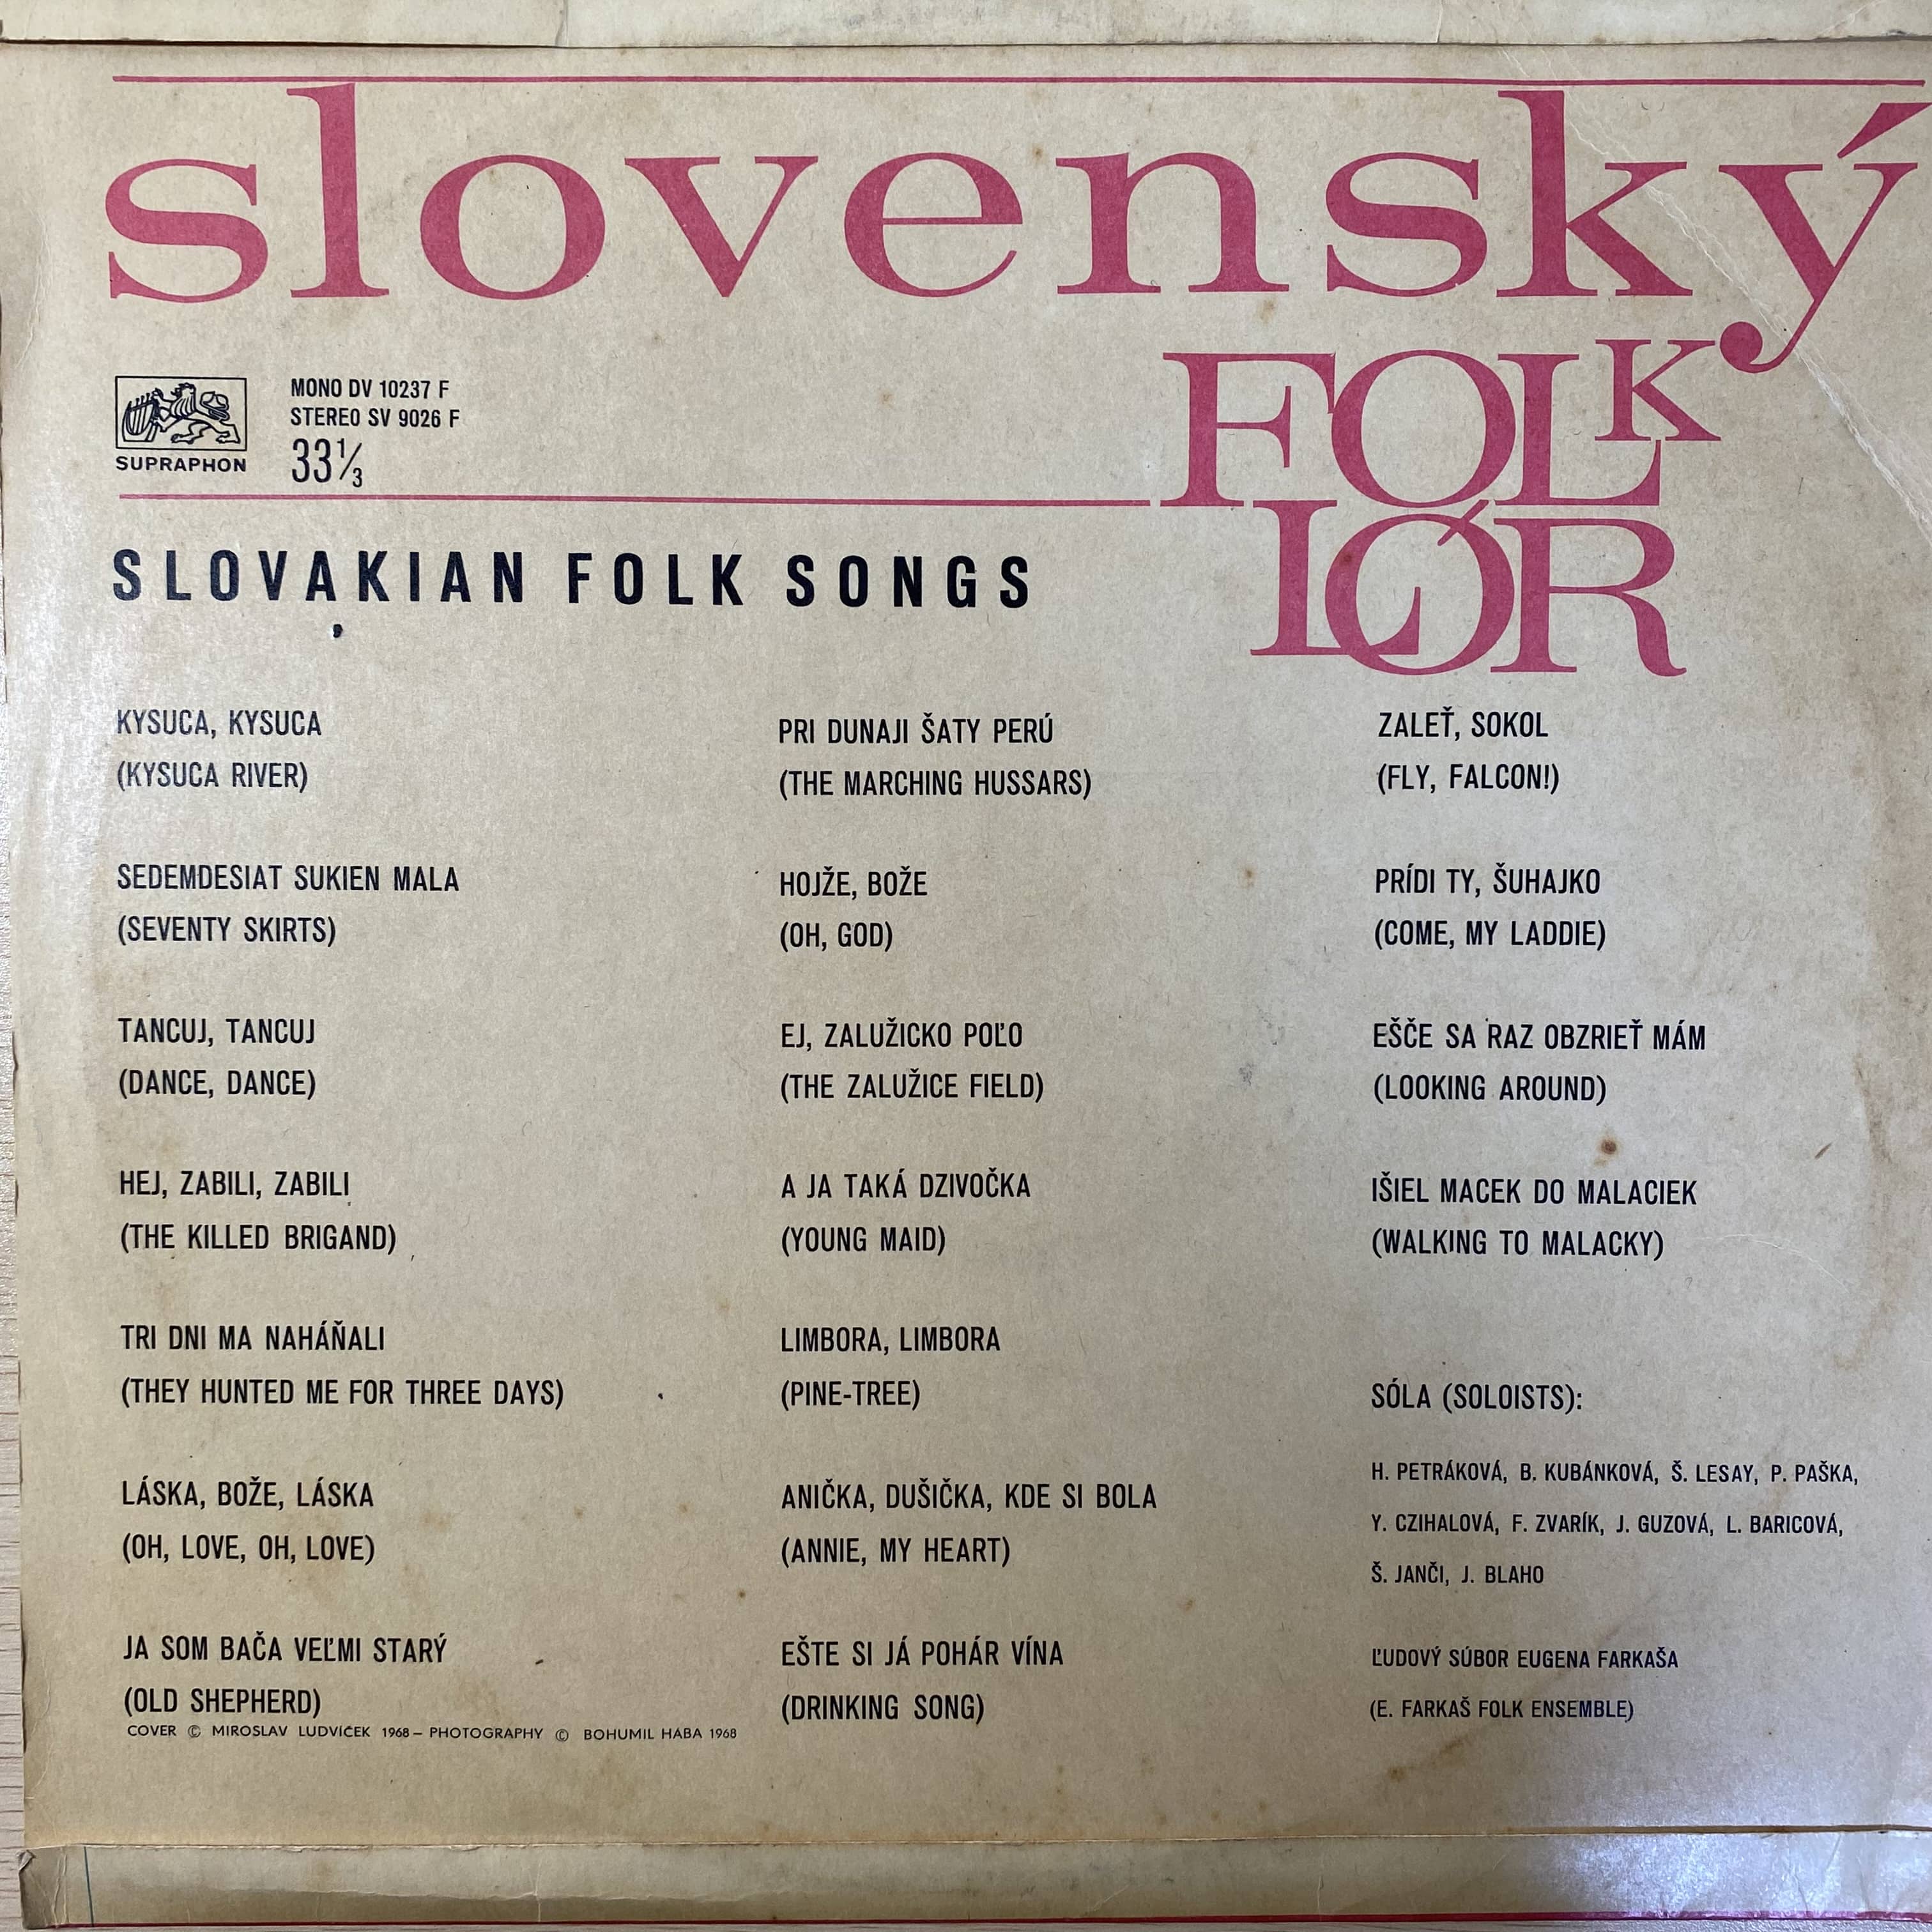 slovenský
FOLK
LÓR
SUPRAPHON
MONO DV 10237 F
STEREO SV 9026 F
33⅓
SLOVAKIAN FOLK SONGS
KYSUCA, KYSUCA
(KYSUCA RIVER)
SEDEMDESIAT SUKIEN MALA
(SEVENTY SKIRTS)
TANCUJ, TANCUJ
(DANCE, DANCE)
HEJ, ZABILI, ZABILI
(THE KILLED BRIGAND)
TRI DNI MA NAHÁŇALI
(THEY HUNTED ME FOR THREE DAYS)
LÁSKA, BOŽE, LÁSKA
(OH, LOVE, OH, LOVE)
JA SOM BAČA VEĽMI STARÝ
(OLD SHEPHERD)
COVER © MIROSLAV LUDVÍČEK 1968 – PHOTOGRAPHY © BOHUMIL HÁBA 1968
PRI DUNAJI ŠATY PERÚ
(THE MARCHING HUSSARS)
HOJŽE, BOŽE
(OH, GOD)
EJ, ZALUŽICKO POĽO
(THE ZALUŽICE FIELD)
A JA TAKÁ DZIVOČKA
(YOUNG MAID)
LIMBORA, LIMBORA
(PINE-TREE)
ANIČKA, DUŠIČKA, KDE SI BOLA
(ANNIE, MY HEART)
EŠTE SI JÁ POHÁR VÍNA
(DRINKING SONG)
ZALEŤ, SOKOL
(FLY, FALCON!)
PRÍDI TY, ŠUHAJKO
(COME, MY LADDIE)
EŠČE SA RAZ OBZRIEŤ MÁM
(LOOKING AROUND)
IŠIEL MACEK DO MALACIEK
(WALKING TO MALACKY)
SÓLA (SOLOISTS):
H. PETRÁKOVÁ, B. KUBÁNKOVÁ, Š. LESAY, P. PAŠKA,
Y. CZIHALOVÁ, F. ZVARÍK, J. GUZOVÁ, L. BARICOVÁ,
Š. JANČI, J. BLAHO
ĽUDOVÝ SÚBOR EUGENA FARKAŠA
(E. FARKAŠ FOLK ENSEMBLE)